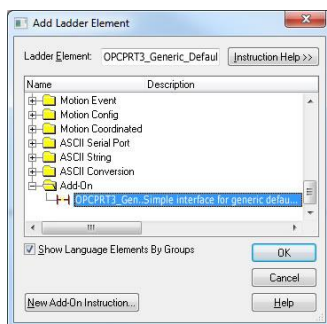 Add Ladder Element
Ladder Element: OPCPRT3_Generic_Defaul Instruction Help >>
Name Description
Motion Event
Motion Config
Motion Coordinated
ASCII Serial Port
ASCII String
ASCII Conversion
Add-On
OPCPRT3_Gen..Simple interface for generic defau...
Show Language Elements By Groups
OK
Cancel
New Add-On Instruction...
Help